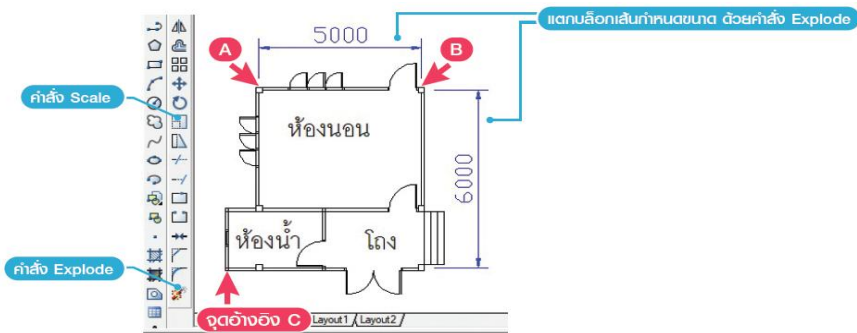 แตกบล็อกเส้นกำหนดขนาด ด้วยคำสั่ง Explode
5000
A
B
คำสั่ง Scale
ห้องนอน
6000
ห้องน้ำ
โถง
คำสั่ง Explode
จุดอ้างอิง C
Layout1
Layout2